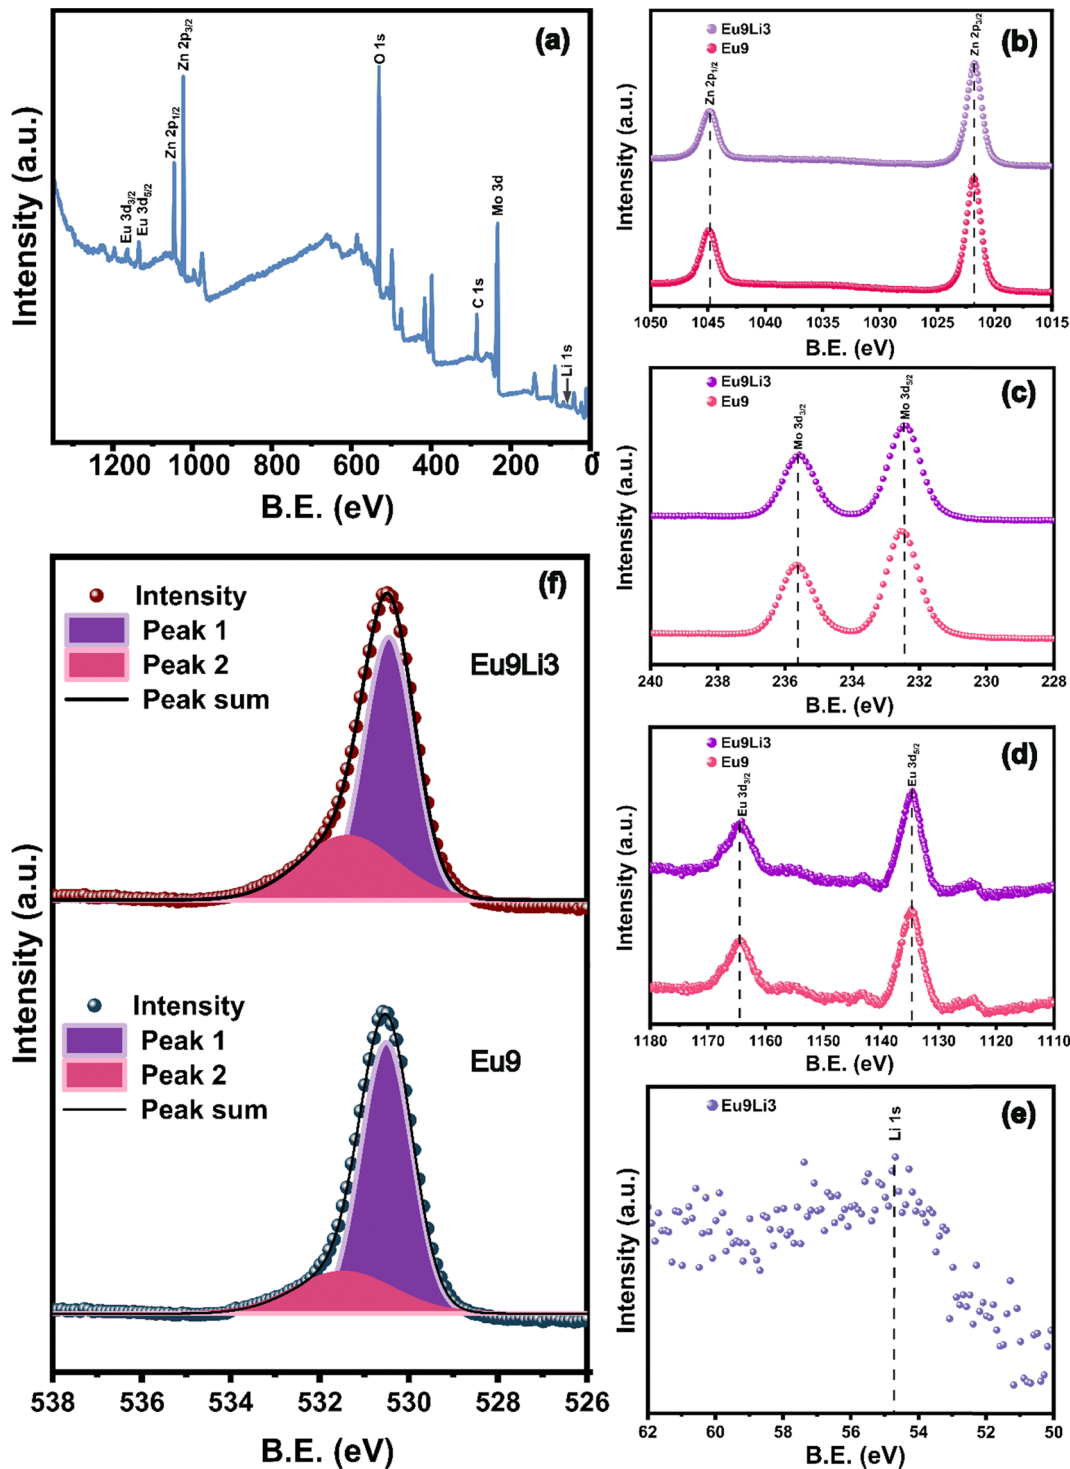 (a)
Intensity (a.u.)
Eu 3d3/2
Eu 3d5/2
Zn 2p1/2
Zn 2p3/2
O 1s
C 1s
Mo 3d
Li 1s
1200 1000 800 600 400 200 0
B.E. (eV)
(b)
Eu9Li3
Eu9
Zn 2p1/2
Zn 2p3/2
Intensity (a.u.)
1050 1045 1040 1035 1030 1025 1020 1015
B.E. (eV)
(c)
Eu9Li3
Eu9
Mo 3d3/2
Mo 3d5/2
Intensity (a.u.)
240 238 236 234 232 230 228
B.E. (eV)
(d)
Eu9Li3
Eu9
Eu 3d3/2
Eu 3d5/2
Intensity (a.u.)
1180 1170 1160 1150 1140 1130 1120 1110
B.E. (eV)
(e)
Eu9Li3
Li 1s
Intensity (a.u.)
62 60 58 56 54 52 50
B.E. (eV)
(f)
Intensity
Peak 1
Peak 2
Peak sum
Eu9Li3
Intensity
Peak 1
Peak 2
Peak sum
Eu9
Intensity (a.u.)
538 536 534 532 530 528 526
B.E. (eV)